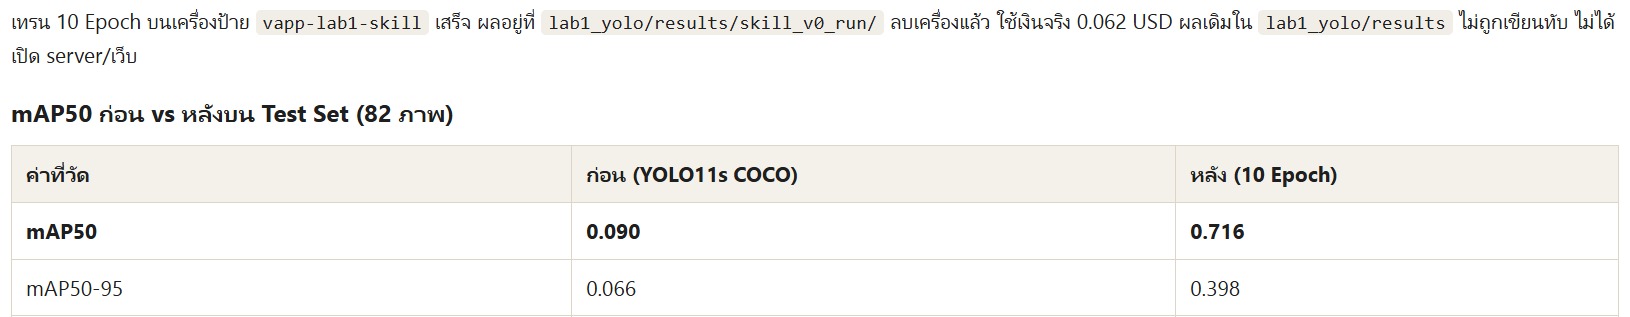 เทรน 10 Epoch บนเครื่องป้าย vapp-lab1-skill เสร็จ ผลอยู่ที่ lab1_yolo/results/skill_v0_run/ ลบเครื่องแล้ว ใช้เงินจริง 0.062 USD ผลเดิมใน lab1_yolo/results ไม่ถูกเขียนทับ ไม่ได้
เปิด server/เว็บ
mAP50 ก่อน vs หลังบน Test Set (82 ภาพ)
ค่าที่วัด ก่อน (YOLO11s COCO) หลัง (10 Epoch)
mAP50 0.090 0.716
mAP50-95 0.066 0.398